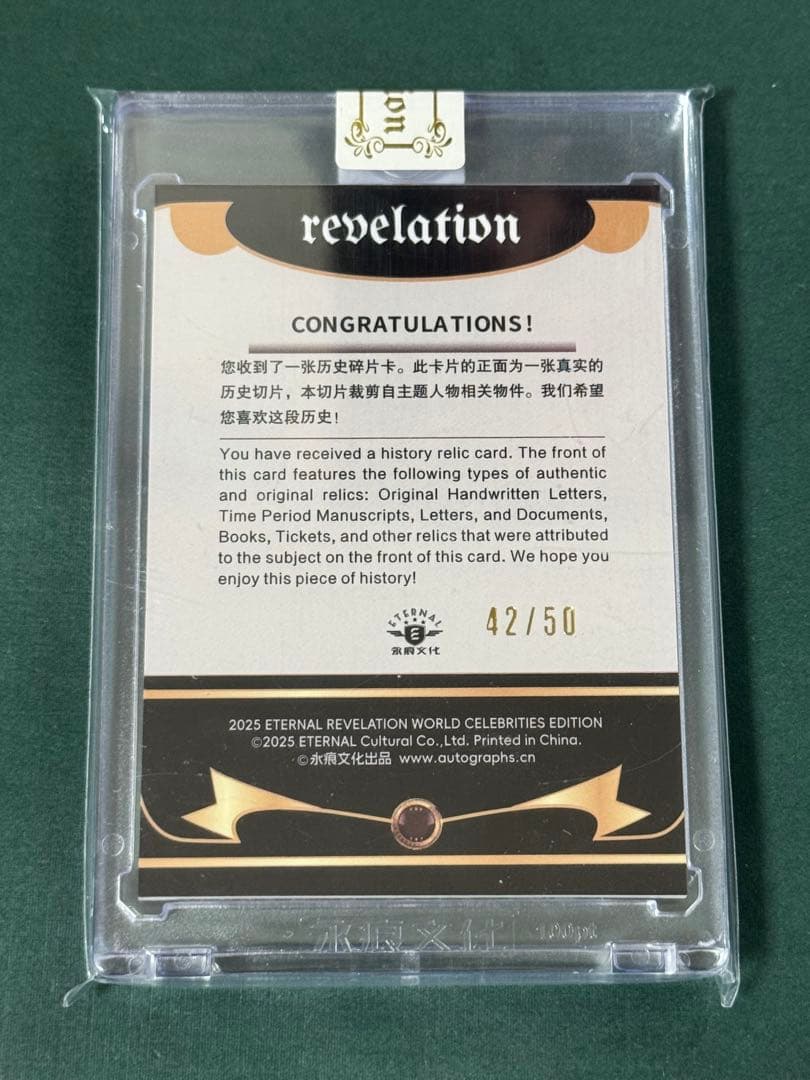 ion
revelation
CONGRATULATIONS!
您收到了一张历史碎片卡。此卡片的正面为一张真实的
历史切片，本切片裁剪自主题人物相关物件。我们希望
您喜欢这段历史！
You have received a history relic card. The front of
this card features the following types of authentic
and original relics: Original Handwritten Letters,
Time Period Manuscripts, Letters, and Documents,
Books, Tickets, and other relics that were attributed
to the subject on the front of this card. We hope you
enjoy this piece of history!
ETERNAL
永痕文化
42/50
2025 ETERNAL REVELATION WORLD CELEBRITIES EDITION
©2025 ETERNAL Cultural Co.,Ltd. Printed in China.
©永痕文化出品 www.autographs.cn
永痕文化 100pt